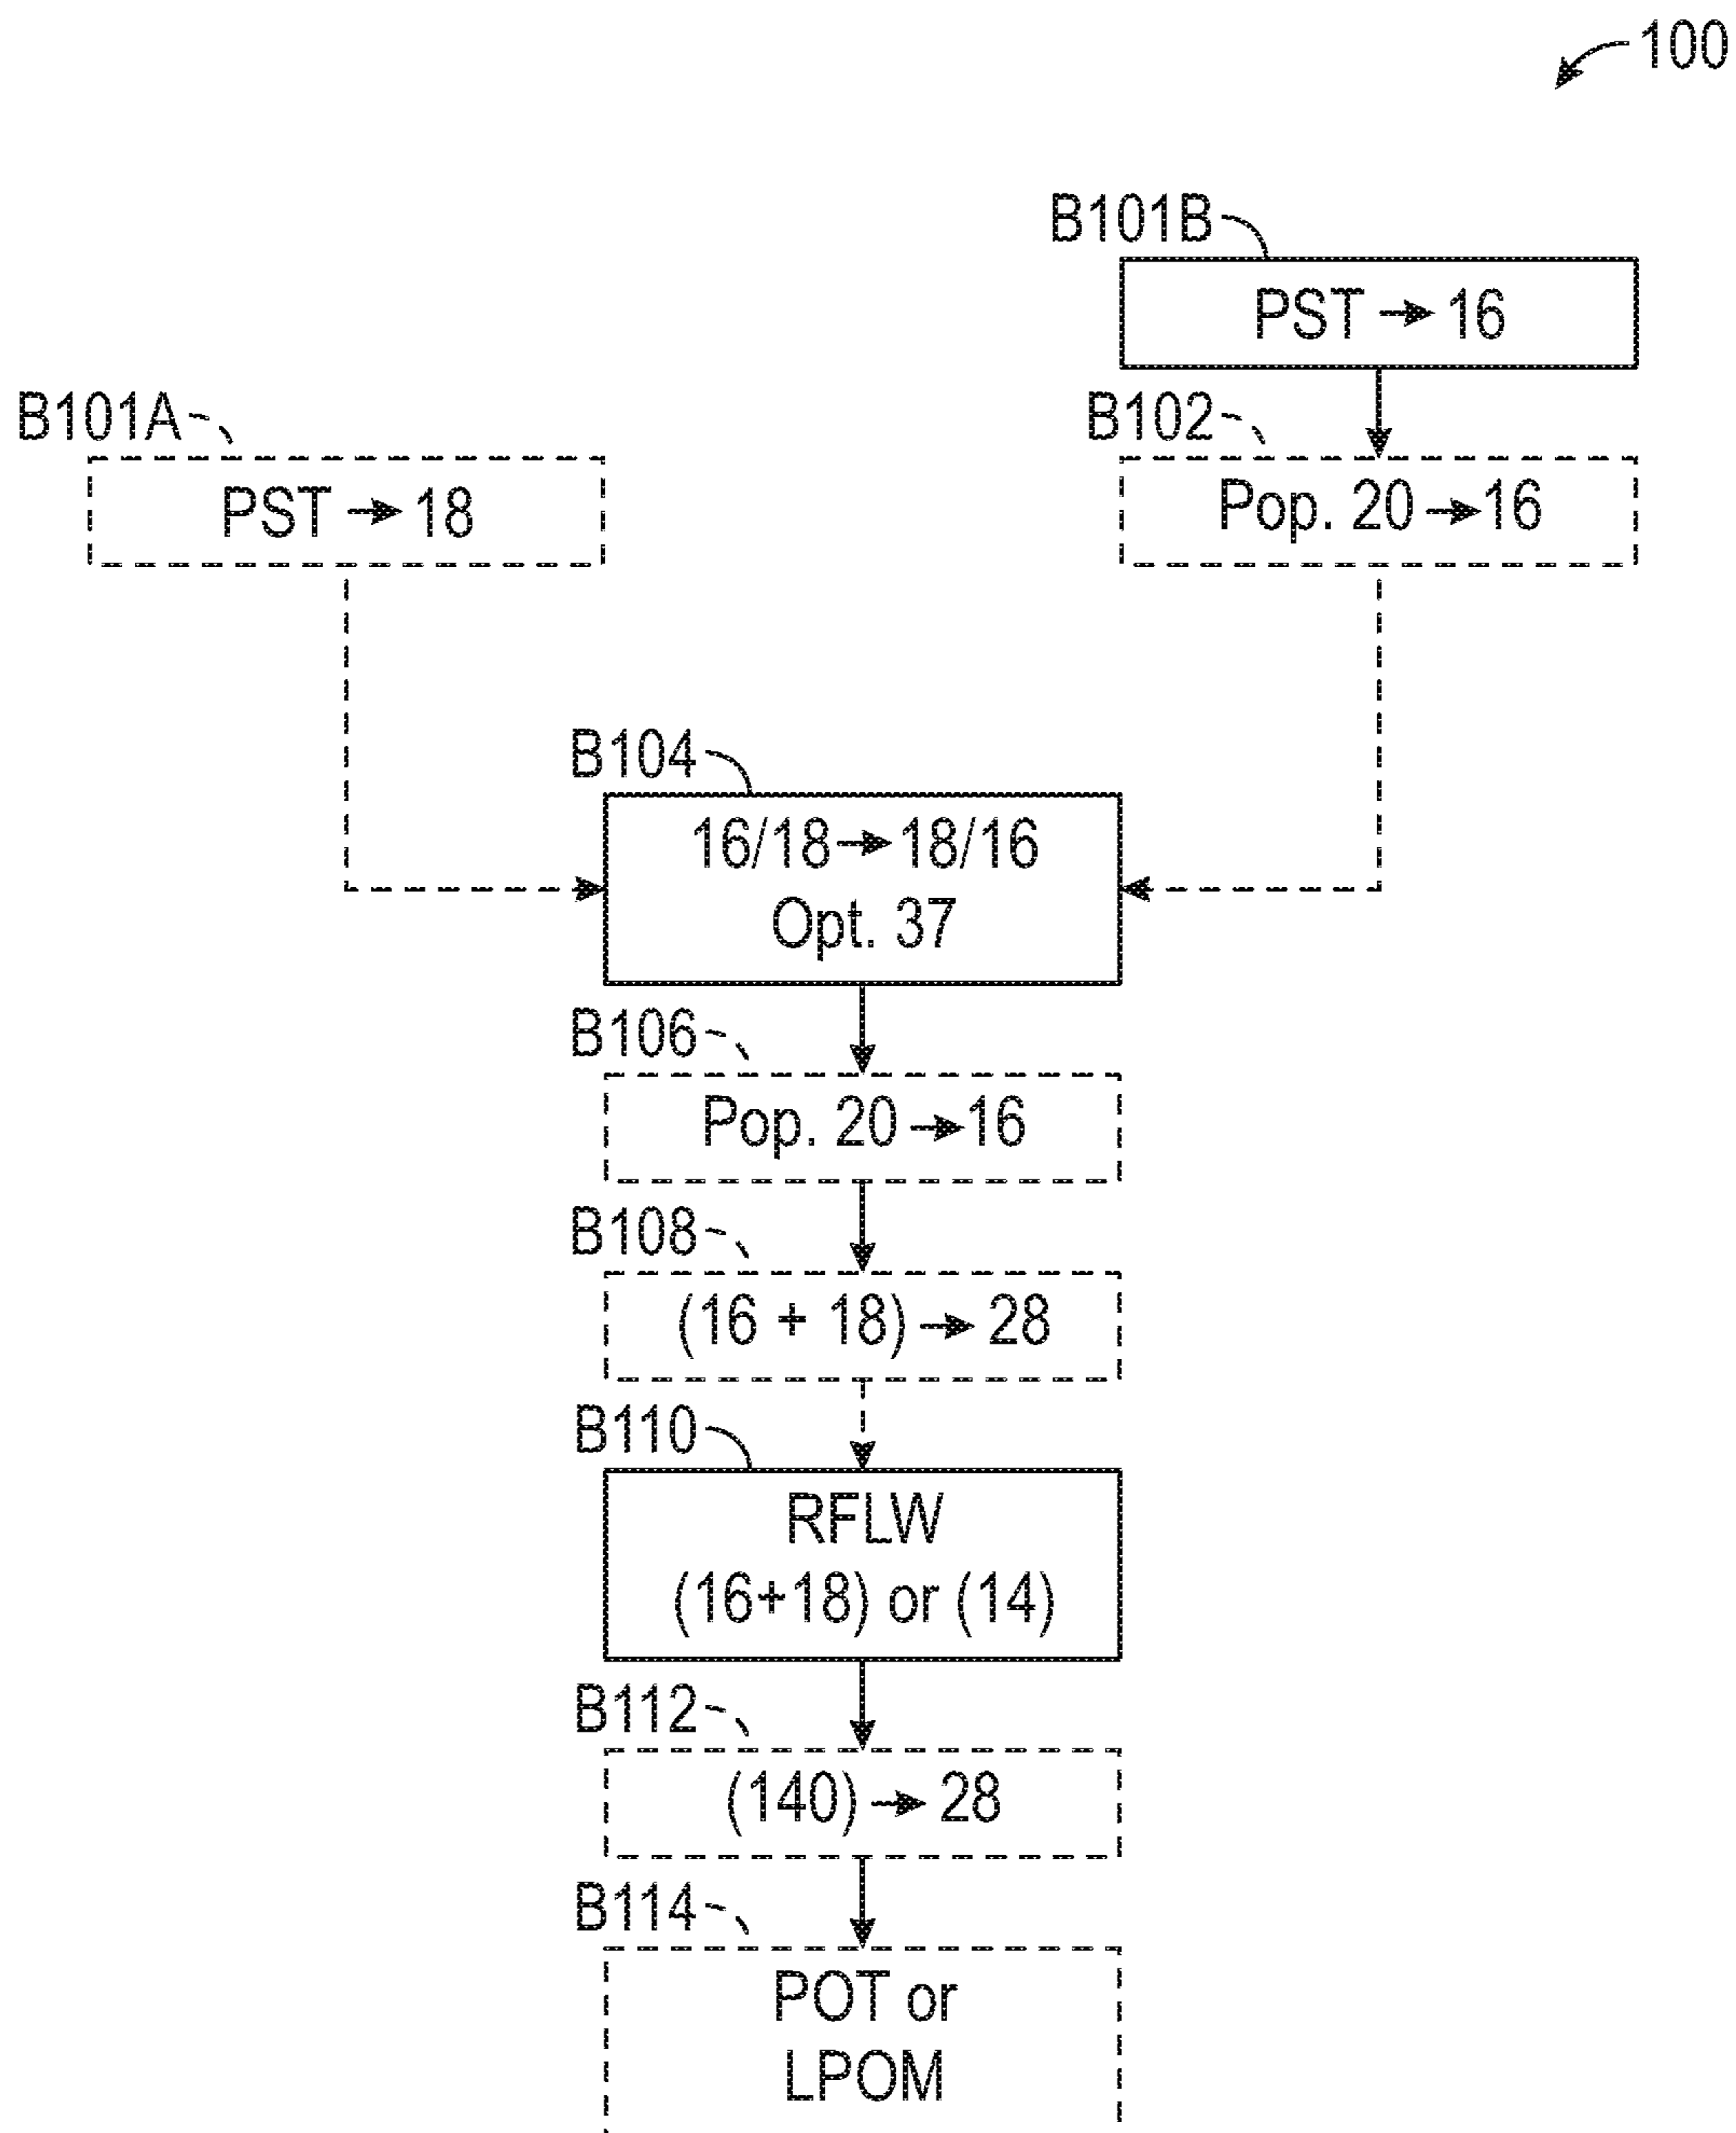 100
B101B
PST → 16
B101A
PST → 18
B102
Pop. 20 → 16
B104
16/18 → 18/16
Opt. 37
B106
Pop. 20 → 16
B108
(16 + 18) → 28
B110
RFLW
(16+18) or (14)
B112
(140) → 28
B114
POT or
LPOM